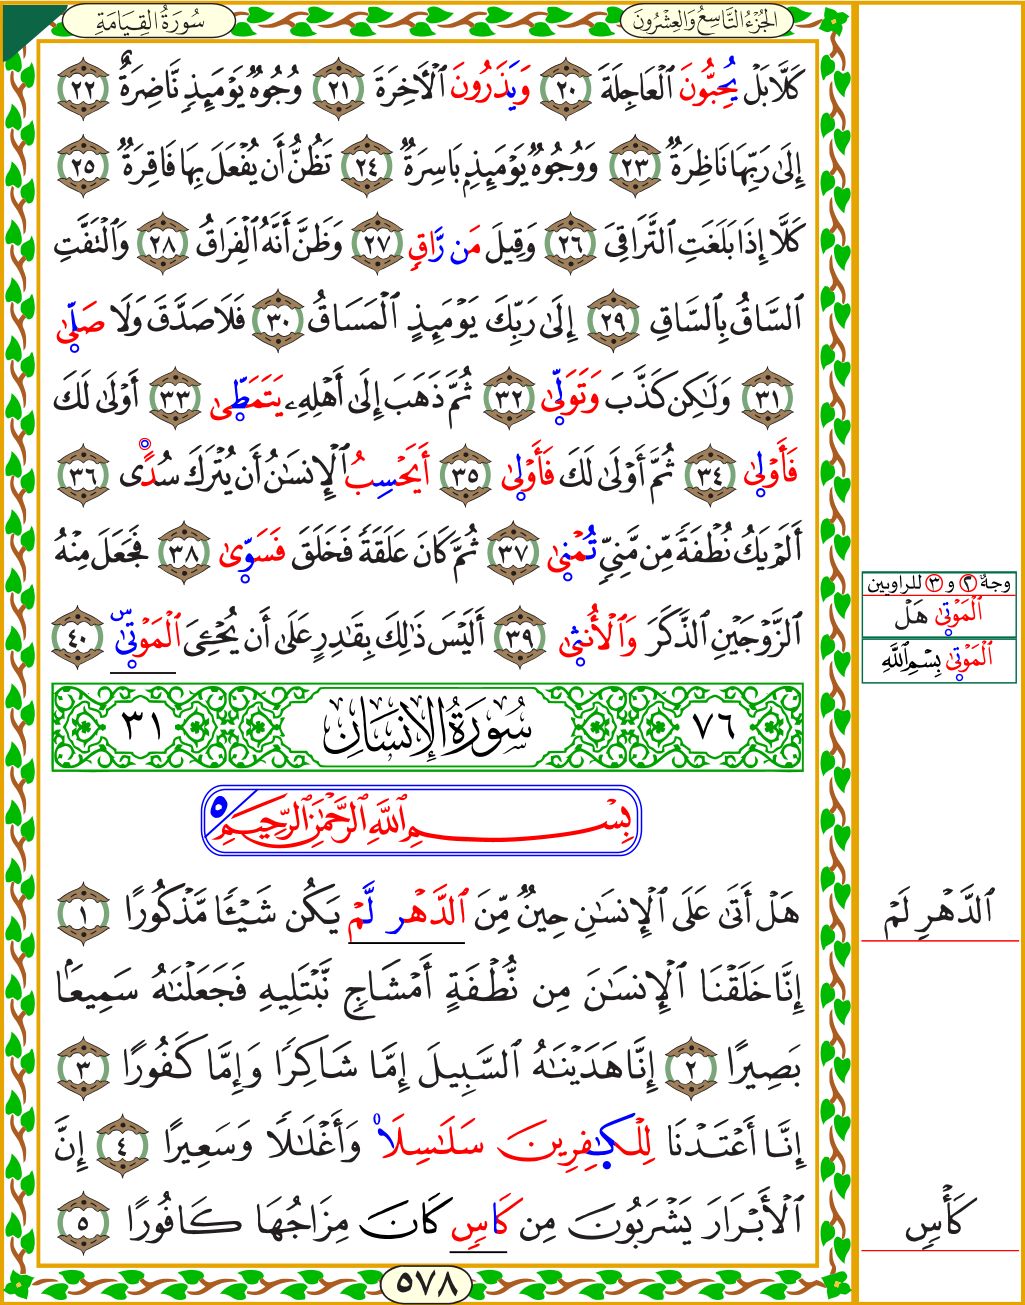 الجُزْءُ التَّاسِعُ وَالعِشْرُونَ
سُورَةُ القِيَامَةِ
كَلَّا بَلْ يُحِبُّونَ ٱلْعَاجِلَةَ ٢٠ وَيَذَرُونَ ٱلْأَخِرَةَ ٢١ وُجُوهٌ يَوْمَئِذٍ نَّاضِرَةٌ ٢٢
إِلَىٰ رَبِّهَا نَاظِرَةٌ ٢٣ وَوُجُوهٌ يَوْمَئِذٍ بَاسِرَةٌ ٢٤ تَظُنُّ أَن يُفْعَلَ بِهَا فَاقِرَةٌ ٢٥
كَلَّا إِذَا بَلَغَتِ ٱلتَّرَاقِيَ ٢٦ وَقِيلَ مَن رَّاقٍ ٢٧ وَظَنَّ أَنَّهُ ٱلْفِرَاقُ ٢٨ وَٱلْتَفَّتِ
ٱلسَّاقُ بِٱلسَّاقِ ٢٩ إِلَىٰ رَبِّكَ يَوْمَئِذٍ ٱلْمَسَاقُ ٣٠ فَلَا صَدَّقَ وَلَا صَلَّىٰ
٣١ وَلَـٰكِن كَذَّبَ وَتَوَلَّىٰ ٣٢ ثُمَّ ذَهَبَ إِلَىٰ أَهْلِهِۦ يَتَمَطَّىٰ ٣٣ أَوْلَىٰ لَكَ
فَأَوْلَىٰ ٣٤ ثُمَّ أَوْلَىٰ لَكَ فَأَوْلَىٰ ٣٥ أَيَحْسِبُ ٱلْإِنسَـٰنُ أَن يُتْرَكَ سُدًى ٣٦
أَلَمْ يَكُ نُطْفَةً مِّن مَّنِيٍّ تُمْنَىٰ ٣٧ ثُمَّ كَانَ عَلَقَةً فَخَلَقَ فَسَوَّىٰ ٣٨ فَجَعَلَ مِنْهُ
ٱلزَّوْجَيْنِ ٱلذَّكَرَ وَٱلْأُنثَىٰ ٣٩ أَلَيْسَ ذَٰلِكَ بِقَـٰدِرٍ عَلَىٰ أَن يُحْـِۧىَ ٱلْمَوْتَىٰ س ٤٠
وجهٌ ٢ و ٣ للراويين
ٱلْمَوْتَىٰ هَلْ
ٱلْمَوْتَىٰ بِسْمِ ٱللَّهِ
٧٦ سُورَةُ الإِنسَانِ ٣١
بِسْمِ ٱللَّهِ ٱلرَّحْمَـٰنِ ٱلرَّحِيمِ ٥
هَلْ أَتَىٰ عَلَى ٱلْإِنسَـٰنِ حِينٌ مِّنَ ٱلدَّهْر لَّمْ يَكُن شَيْـًٔا مَّذْكُورًا ١
ٱلدَّهْرِ لَمْ
إِنَّا خَلَقْنَا ٱلْإِنسَـٰنَ مِن نُّطْفَةٍ أَمْشَاجٍ نَّبْتَلِيهِ فَجَعَلْنَـٰهُ سَمِيعًۢا
بَصِيرًا ٢ إِنَّا هَدَيْنَـٰهُ ٱلسَّبِيلَ إِمَّا شَاكِرًا وَإِمَّا كَفُورًا ٣
إِنَّا أَعْتَدْنَا لِلْكَـٰفِرِينَ سَلَـٰسِلَا۟ وَأَغْلَـٰلًا وَسَعِيرًا ٤ إِنَّ
ٱلْأَبْرَارَ يَشْرَبُونَ مِن كَاسٍ كَانَ مِزَاجُهَا كَافُورًا ٥
كَأْسٍ
٥٧٨